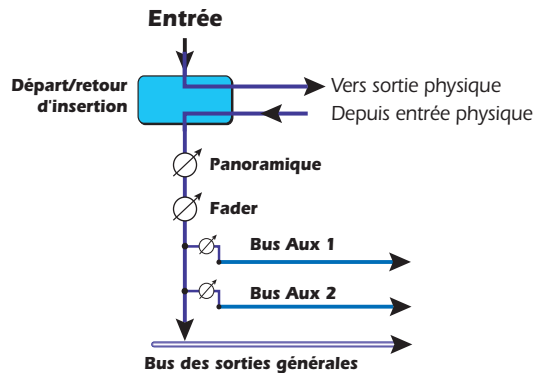 Entrée
Départ/retour
d'insertion
Vers sortie physique
Depuis entrée physique
Panoramique
Fader
Bus Aux 1
Bus Aux 2
Bus des sorties générales